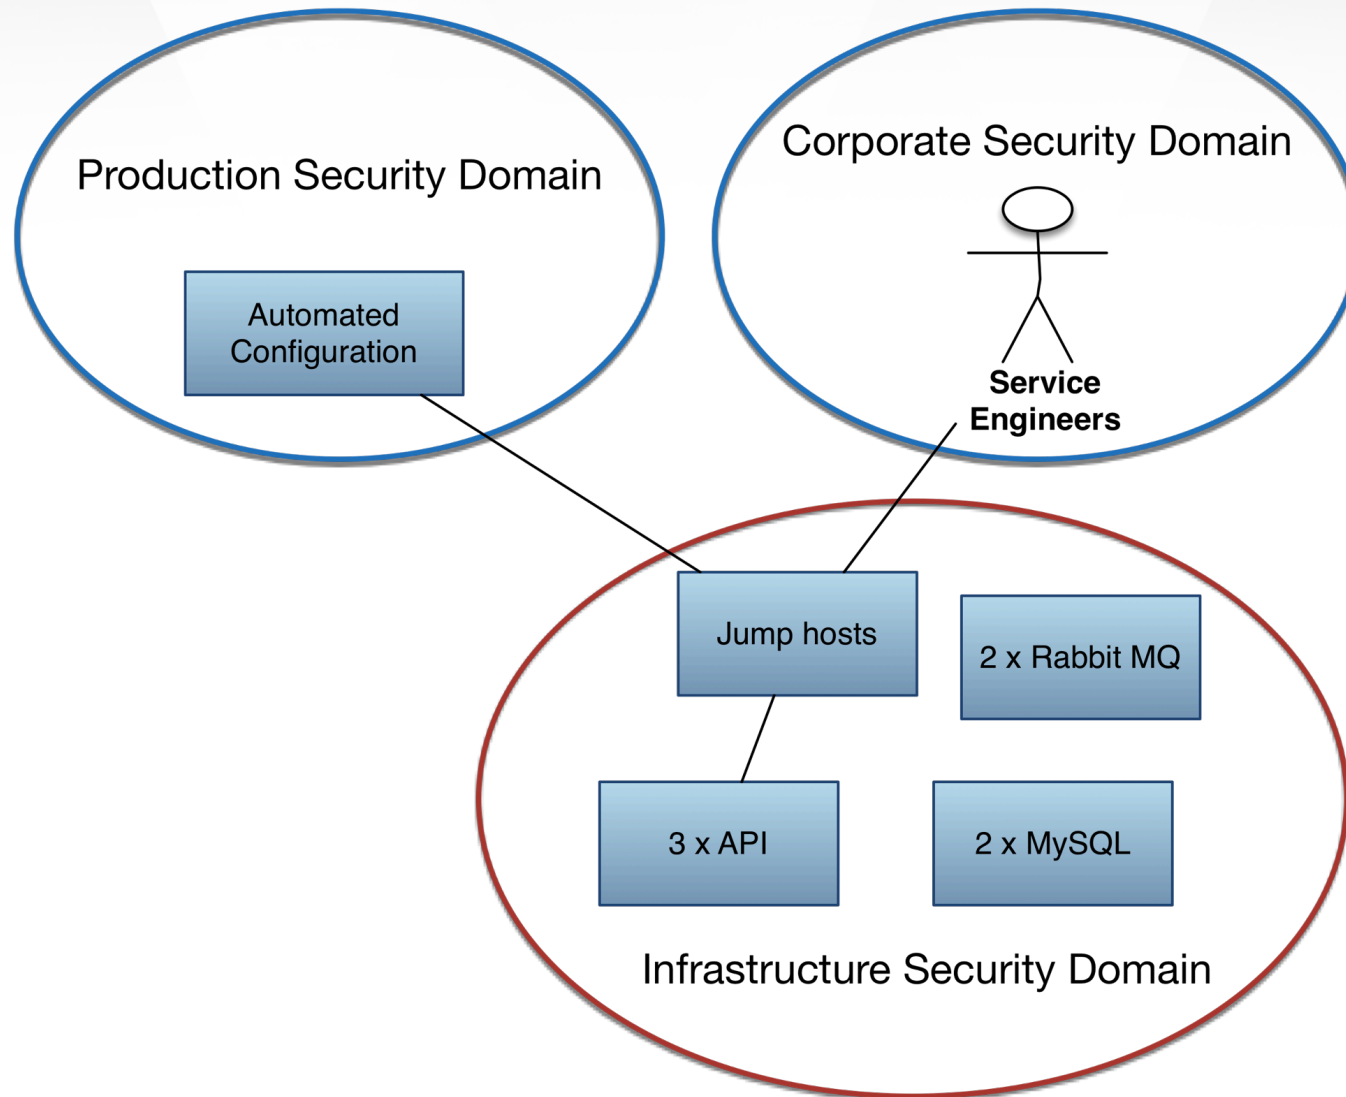 Production Security Domain
Automated
Configuration
Corporate Security Domain
Service
Engineers
Jump hosts
2 x Rabbit MQ
3 x API
2 x MySQL
Infrastructure Security Domain